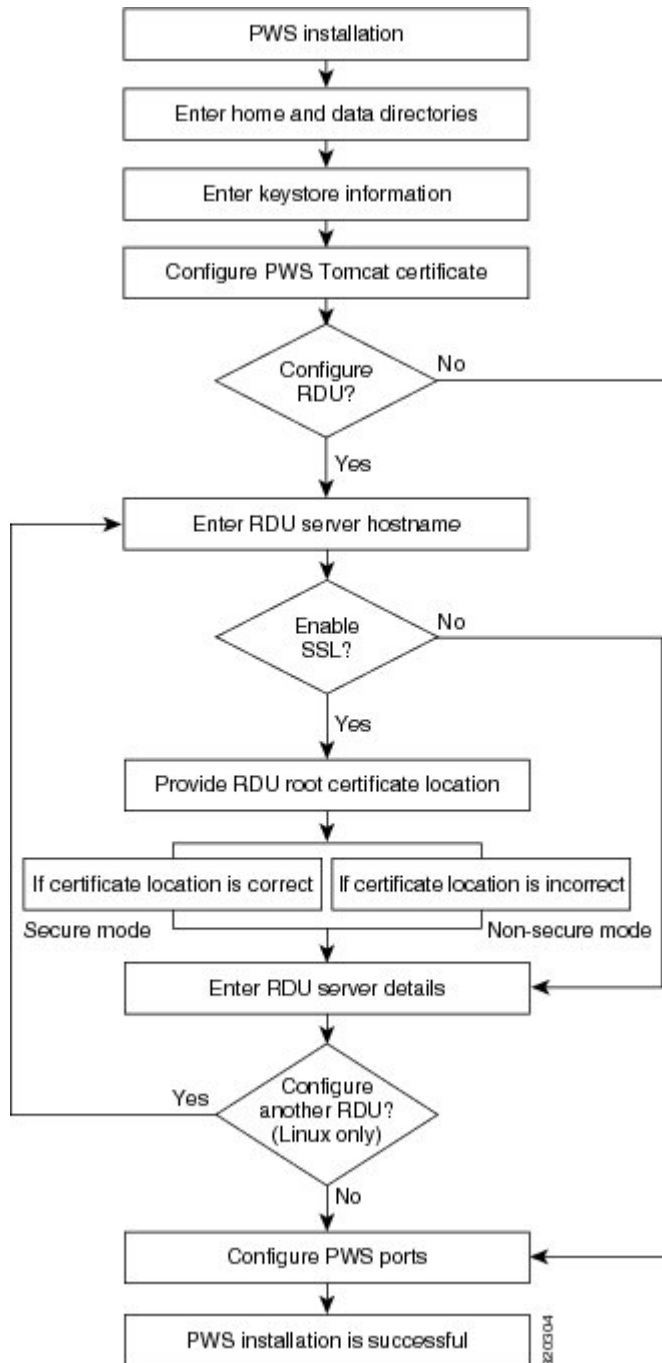 PWS installation
Enter home and data directories
Enter keystore information
Configure PWS Tomcat certificate
Configure
RDU?
No
Yes
Enter RDU server hostname
Enable
SSL?
No
Yes
Provide RDU root certificate location
If certificate location is correct
If certificate location is incorrect
Secure mode
Non-secure mode
Enter RDU server details
Configure
another RDU?
(Linux only)
Yes
No
Configure PWS ports
PWS installation is successful